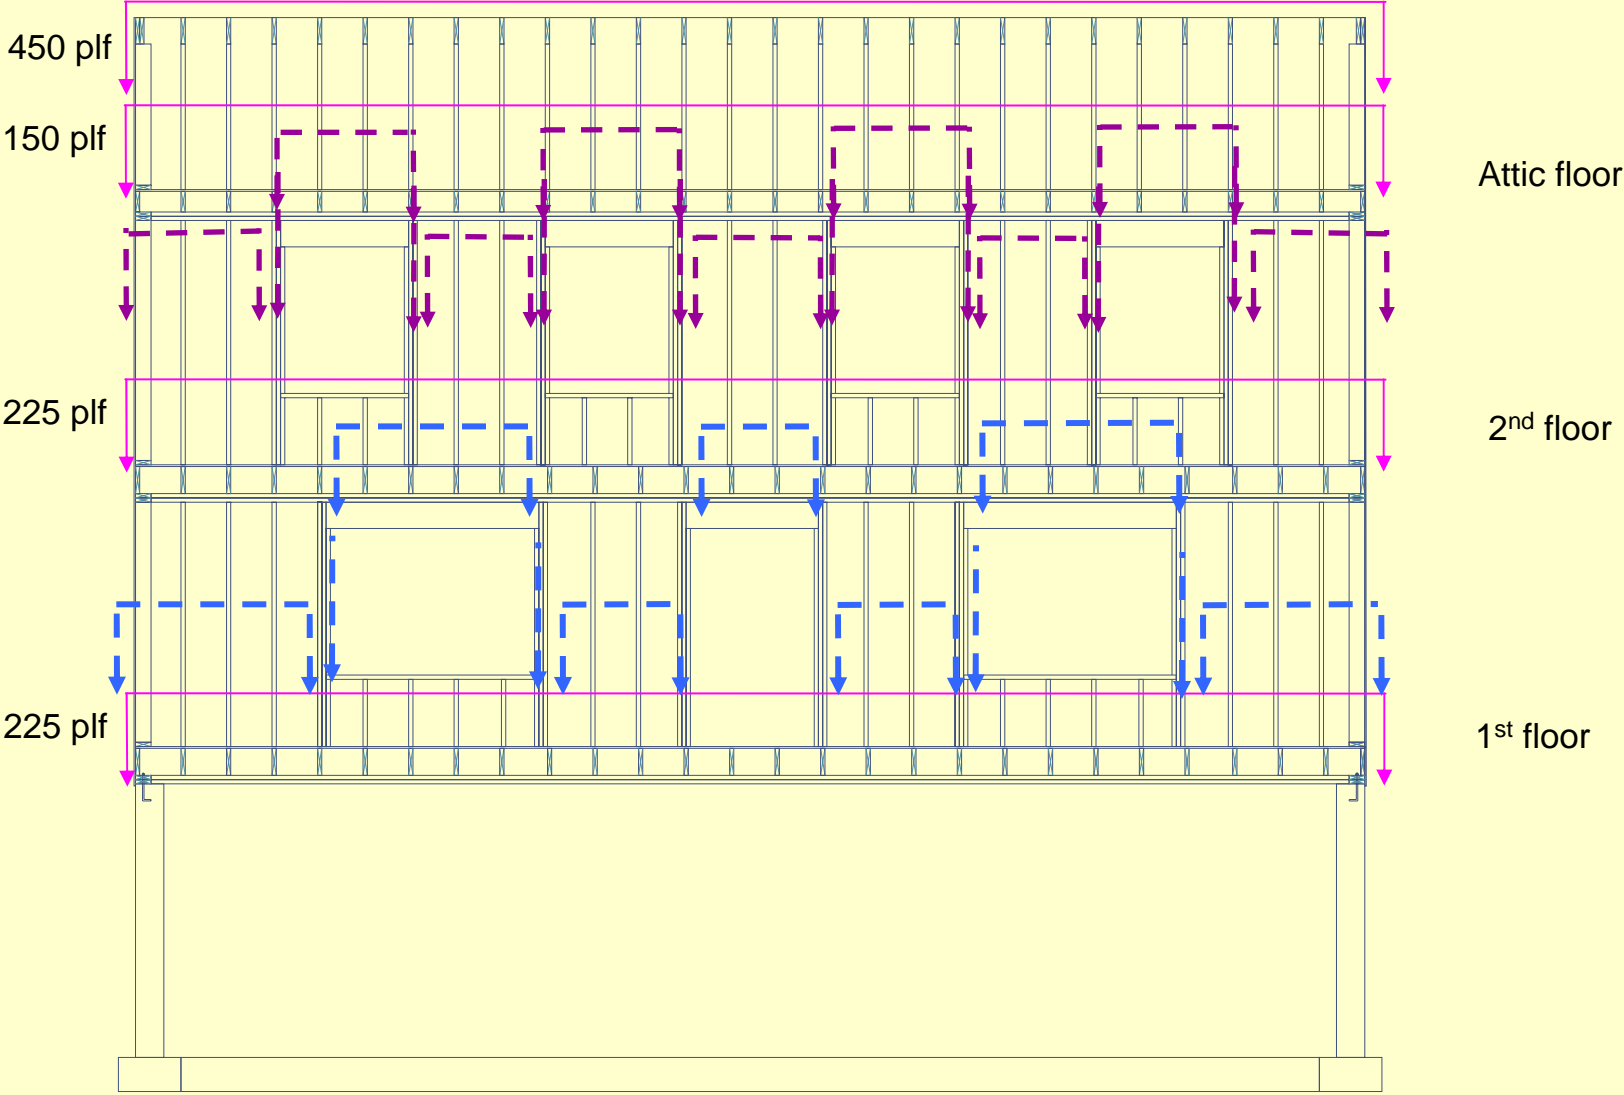 450 plf
150 plf
Attic floor
225 plf
2nd floor
225 plf
1st floor